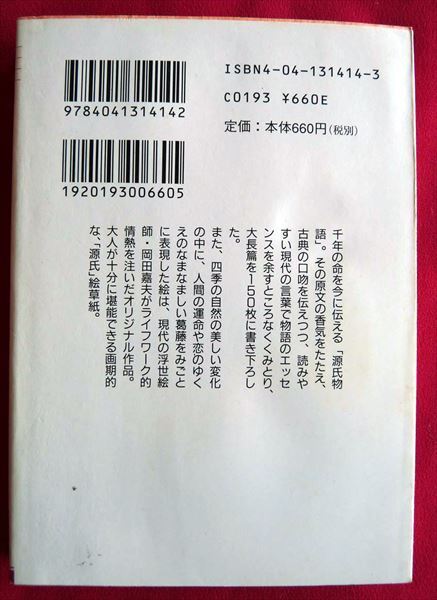 ISBN4-04-131414-3
C0193 ¥660E
定価：本体660円(税別)
9784041314142
1920193006605
千年の命を今に伝える「源氏物
語」。その原文の香気をたたえ、
古典の口吻を伝えつつ、読みや
すい現代の言葉で物語のエッセ
ンスを余すところなくくみとり、
大長篇を150枚に書き下ろし
た。
また、四季の自然の美しい変化
の中に、人間の運命や恋のゆく
えのなまなましい葛藤をみごと
に表現した絵は、現代の浮世絵
師・岡田嘉夫がライフワーク的
情熱を注いだオリジナル作品。
大人が十分に堪能できる画期的
な「源氏」絵草紙。